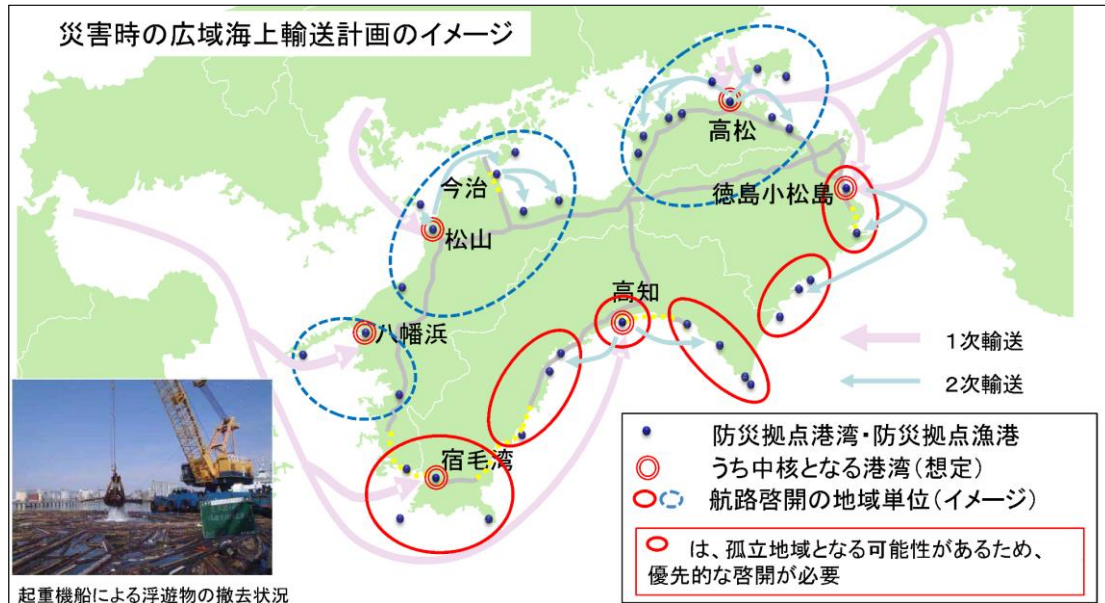 災害時の広域海上輸送計画のイメージ
高松
今治
徳島小松島
松山
高知
八幡浜
1次輸送
2次輸送
宿毛湾
防災拠点港湾・防災拠点漁港
うち中核となる港湾(想定)
航路啓開の地域単位(イメージ)
は、孤立地域となる可能性があるため、
優先的な啓開が必要
起重機船による浮遊物の撤去状況